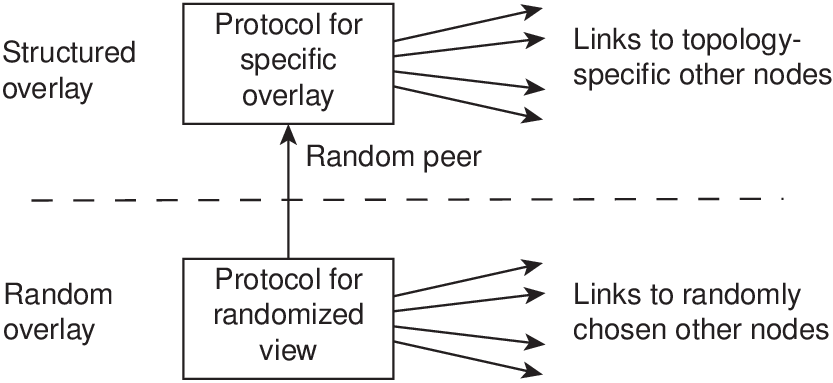 Structured
overlay
Protocol for
specific
overlay
Links to topology-
specific other nodes
Random peer
Random
overlay
Protocol for
randomized
view
Links to randomly
chosen other nodes